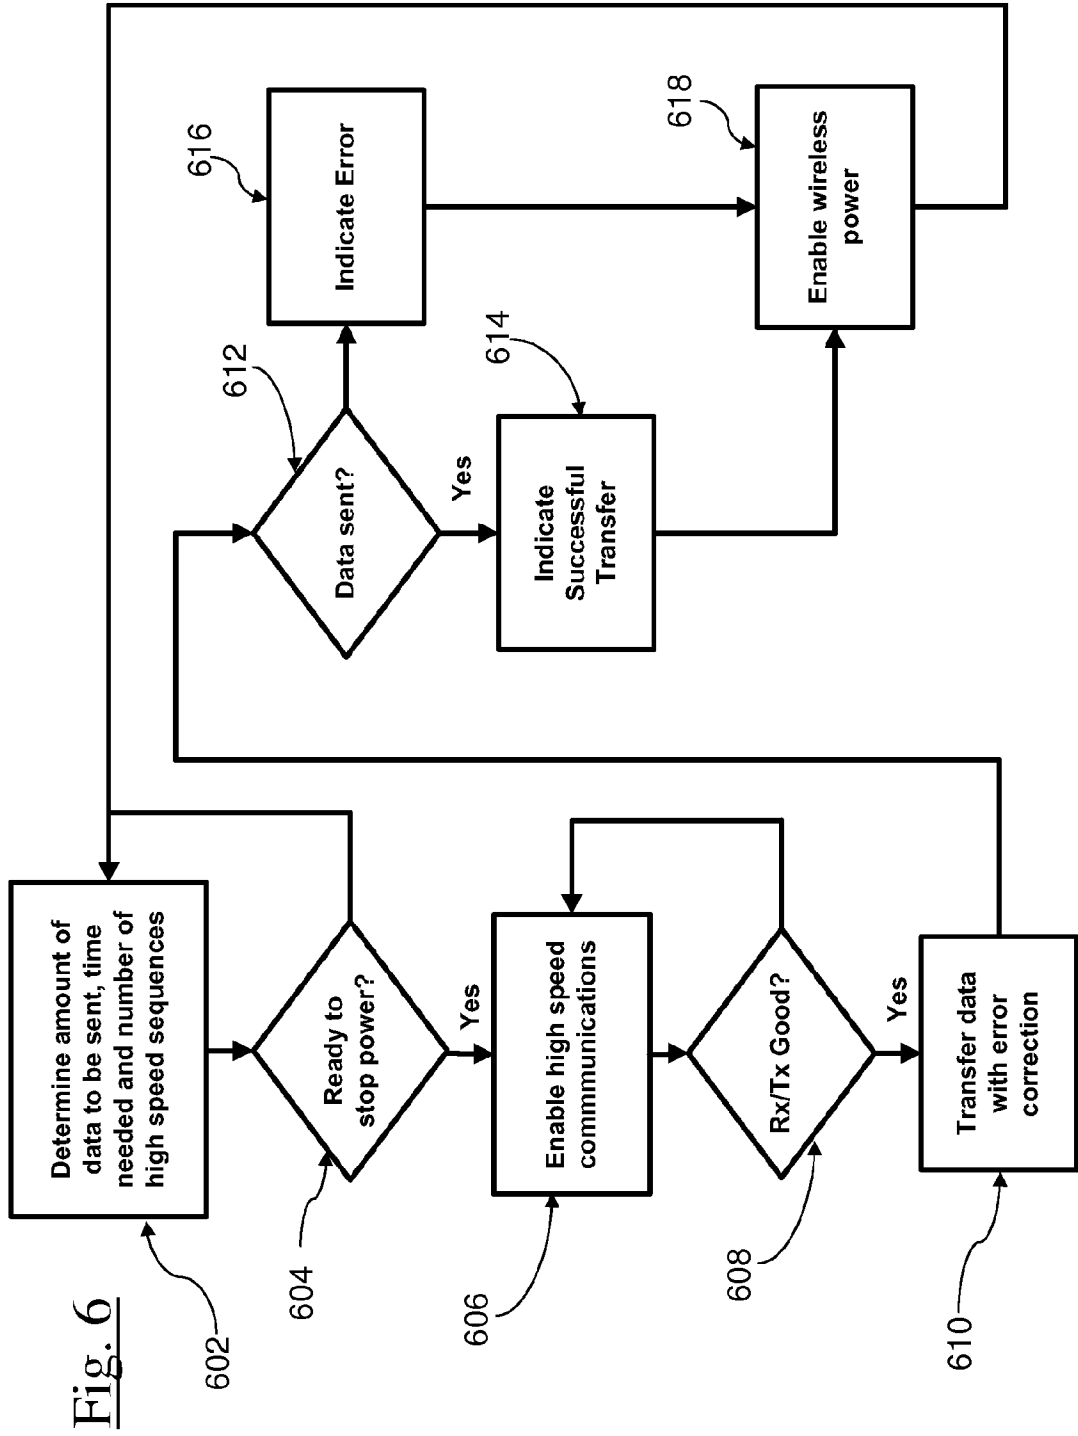 Fig. 6
602
Determine amount of
data to be sent, time
needed and number of
high speed sequences
604
Ready to
stop power?
Yes
606
Enable high speed
commmunications
608
Rx/Tx Good?
Yes
610
Transfer data
with error
correction
612
Data sent?
Yes
614
Indicate
Successful
Transfer
616
Indicate Error
618
Enable wireless
power